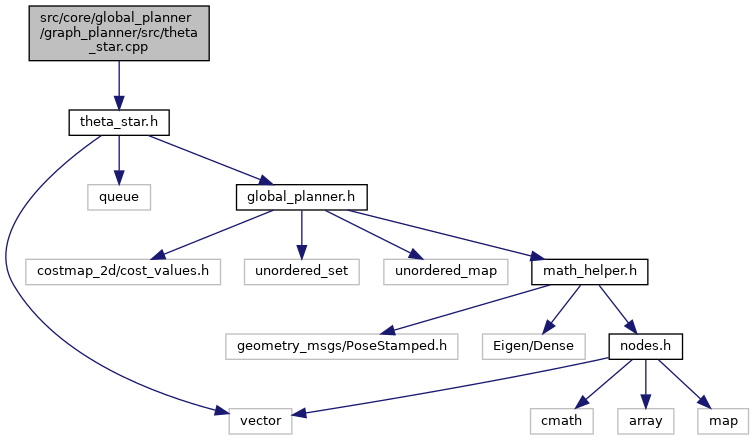 src/core/global_planner
/graph_planner/src/theta
_star.cpp
theta_star.h
queue
global_planner.h
costmap_2d/cost_values.h
unordered_set
unordered_map
math_helper.h
geometry_msgs/PoseStamped.h
Eigen/Dense
nodes.h
vector
cmath
array
map